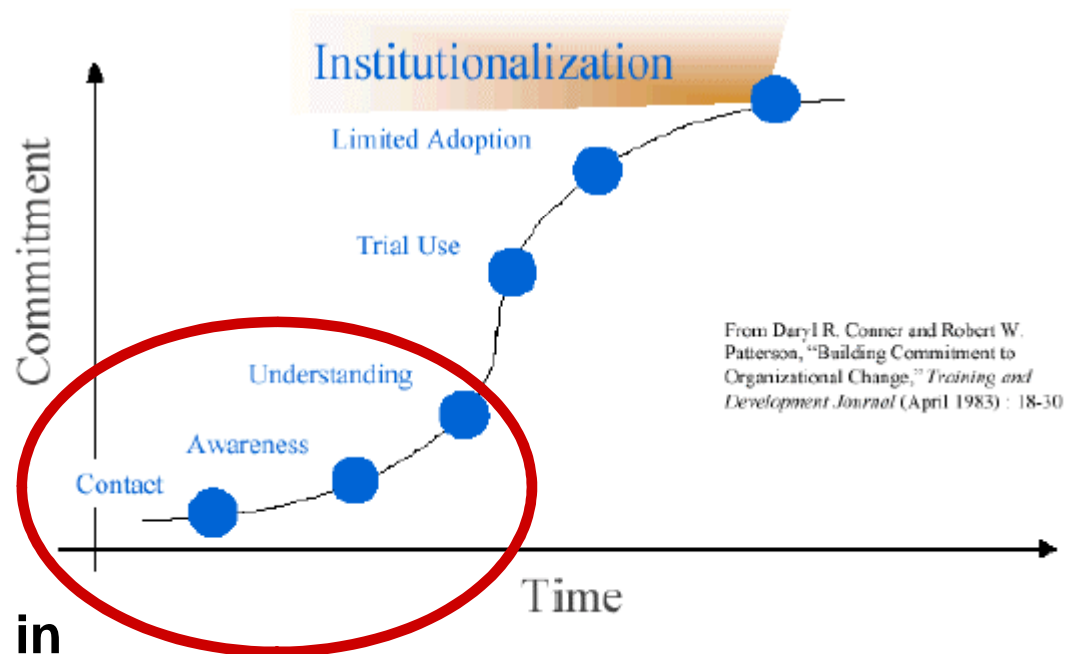 Institutionalization
Limited Adoption
Trial Use
Commitment
From Daryl R. Conner and Robert W.
Patterson, “Building Commitment to
Organizational Change,” Training and
Development Journal (April 1983) : 18-30
Understanding
Awareness
Contact
Time
in